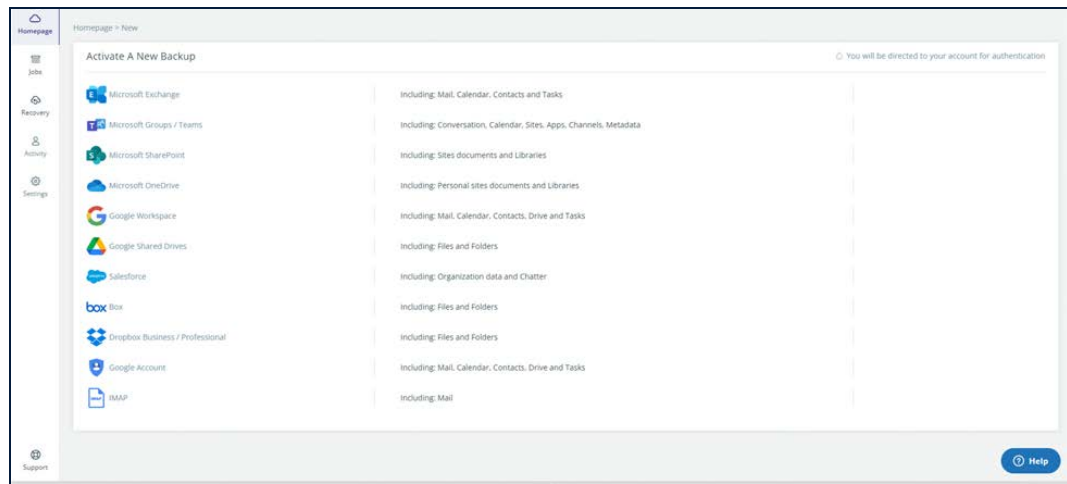 Homepage
Jobs
Recovery
Activity
Settings
Support
Homepage > New
Activate A New Backup
You will be directed to your account for authentication
Microsoft Exchange Including: Mail, Calendar, Contacts and Tasks
Microsoft Groups / Teams Including: Conversation, Calendar, Sites, Apps, Channels, Metadata
Microsoft SharePoint Including: Sites documents and Libraries
Microsoft OneDrive Including: Personal sites documents and Libraries
Google Workspace Including: Mail, Calendar, Contacts, Drive and Tasks
Google Shared Drives Including: Files and Folders
Salesforce Including: Organization data and Chatter
box Box Including: Files and Folders
Dropbox Business / Professional Including: Files and Folders
Google Account Including: Mail, Calendar, Contacts, Drive and Tasks
IMAP Including: Mail
Help